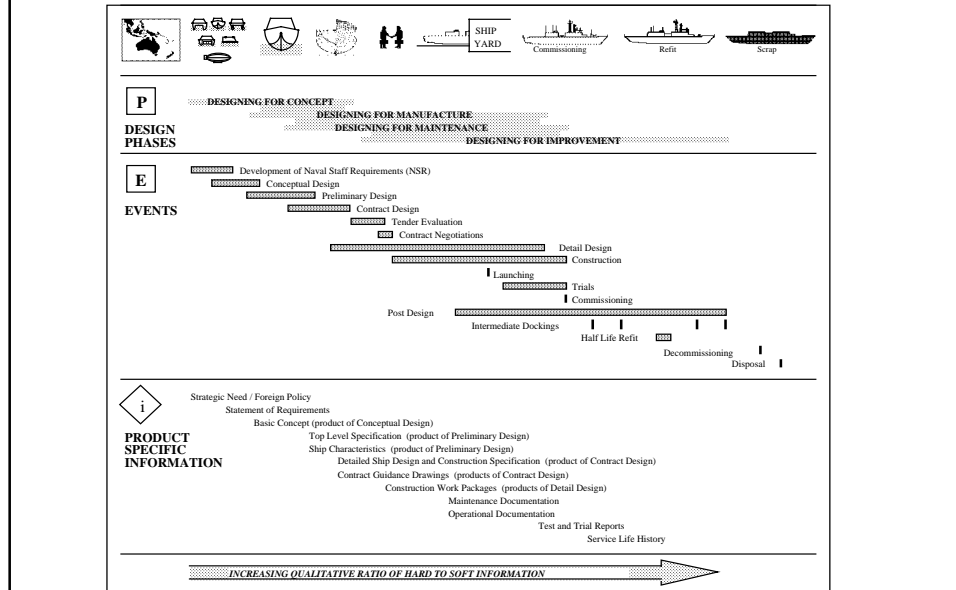 SHIP
YARD
Commissioning
Refit
Scrap
P
DESIGN
PHASES
DESIGNING FOR CONCEPT
DESIGNING FOR MANUFACTURE
DESIGNING FOR MAINTENANCE
DESIGNING FOR IMPROVEMENT
E
EVENTS
Development of Naval Staff Requirements (NSR)
Conceptual Design
Preliminary Design
Contract Design
Tender Evaluation
Contract Negotiations
Detail Design
Construction
Launching
Trials
Commissioning
Post Design
Intermediate Dockings
Half Life Refit
Decommissioning
Disposal
i
PRODUCT
SPECIFIC
INFORMATION
Strategic Need / Foreign Policy
Statement of Requirements
Basic Concept (product of Conceptual Design)
Top Level Specification (product of Preliminary Design)
Ship Characteristics (product of Preliminary Design)
Detailed Ship Design and Construction Specification (product of Contract Design)
Contract Guidance Drawings (products of Contract Design)
Construction Work Packages (products of Detail Design)
Maintenance Documentation
Operational Documentation
Test and Trial Reports
Service Life History
INCREASING QUALITATIVE RATIO OF HARD TO SOFT INFORMATION